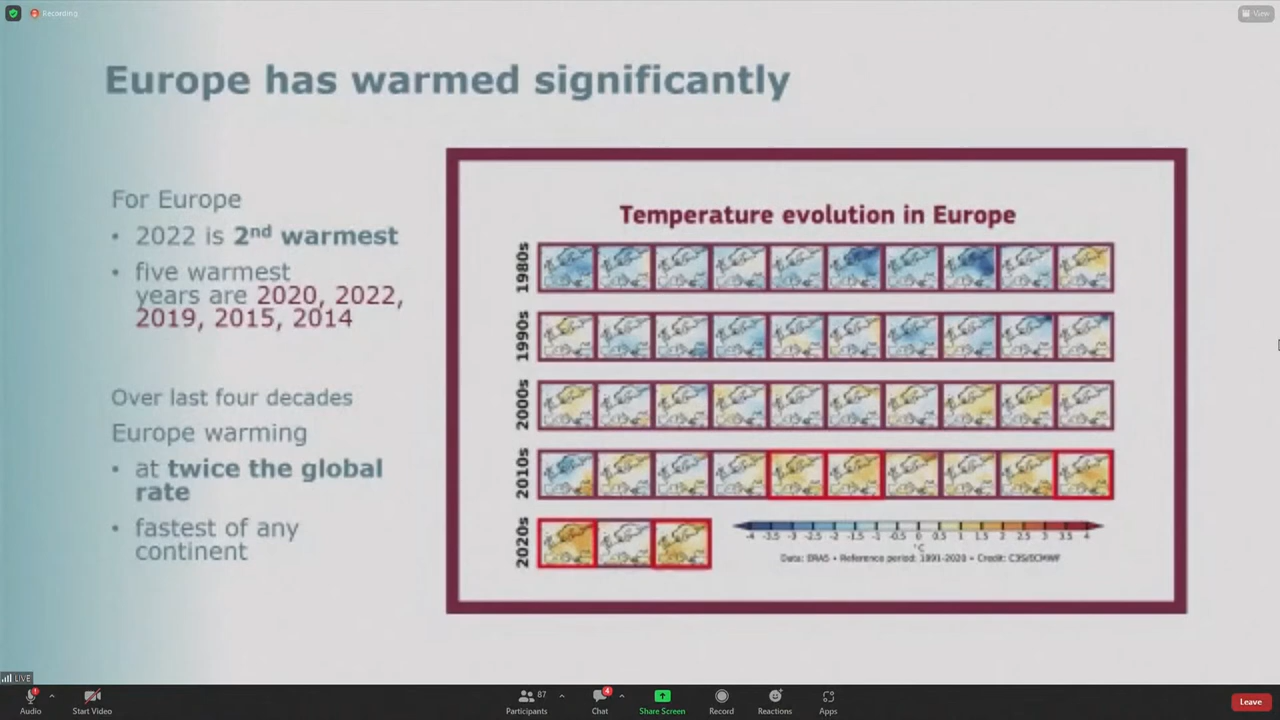 Recording
View
Europe has warmed significantly
For Europe
• 2022 is 2nd warmest
• five warmest
years are 2020, 2022,
2019, 2015, 2014
Over last four decades
Europe warming
• at twice the global
rate
• fastest of any
continent
Temperature evolution in Europe
1980s
1990s
2000s
2010s
2020s
-4 -3.5 -3 -2.5 -2 -1.5 -1 -0.5 0 0.5 1 1.5 2 2.5 3 3.5 4
°C
Data: ERA5 • Reference period: 1991-2020 • Credit: C3S/ECMWF
LIVE
Audio
Start Video
87
Participants
4
Chat
Share Screen
Record
Reactions
Apps
Leave